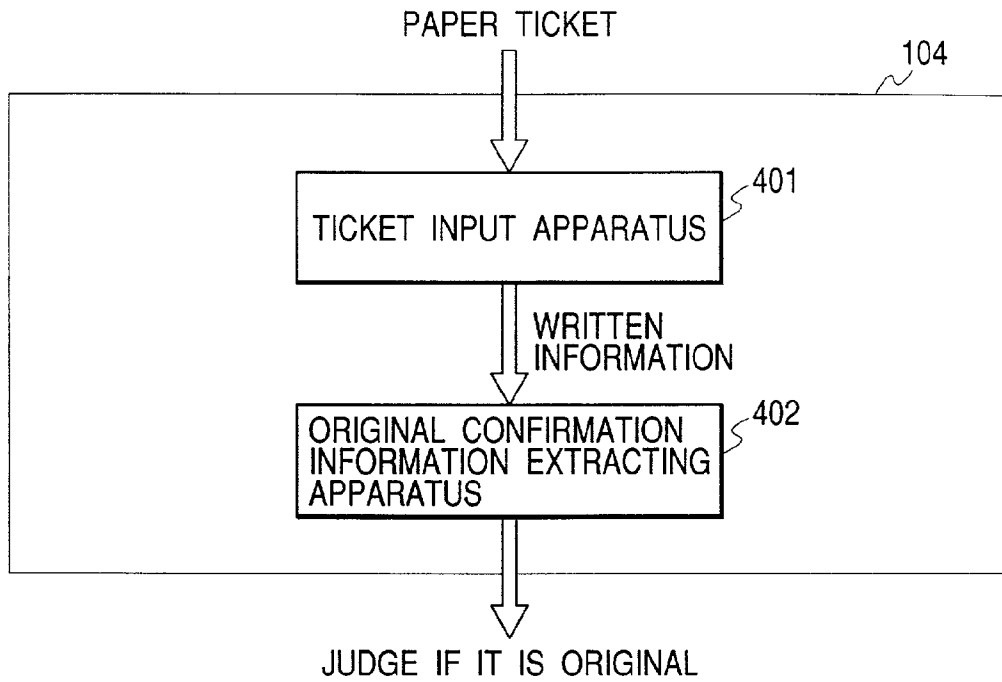 PAPER TICKET
104
401
TICKET INPUT APPARATUS
WRITTEN
INFORMATION
402
ORIGINAL CONFIRMATION
INFORMATION EXTRACTING
APPARATUS
JUDGE IF IT IS ORIGINAL